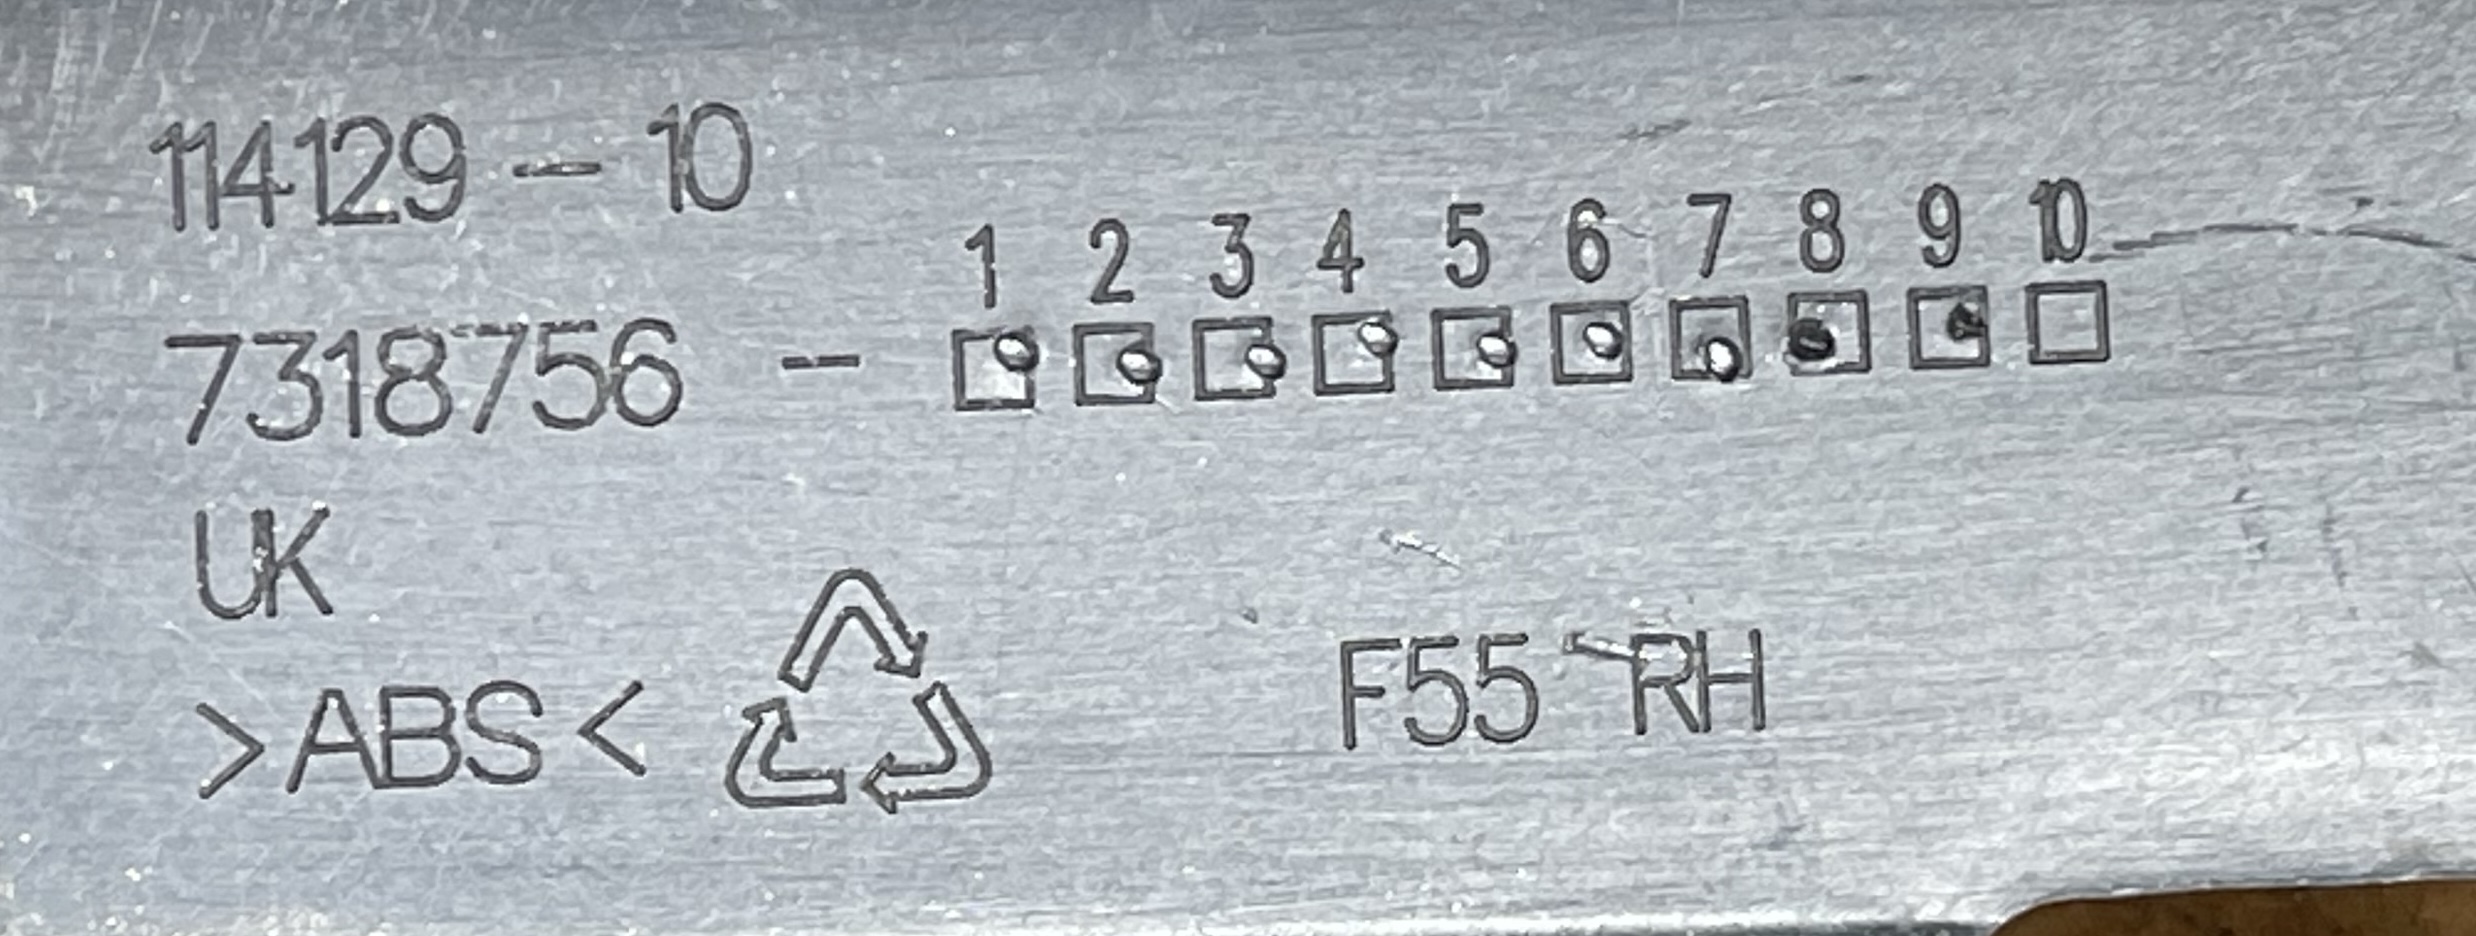 114129 - 10
1 2 3 4 5 6 7 8 9 10
7318756 -
UK
>ABS<
F55 RH